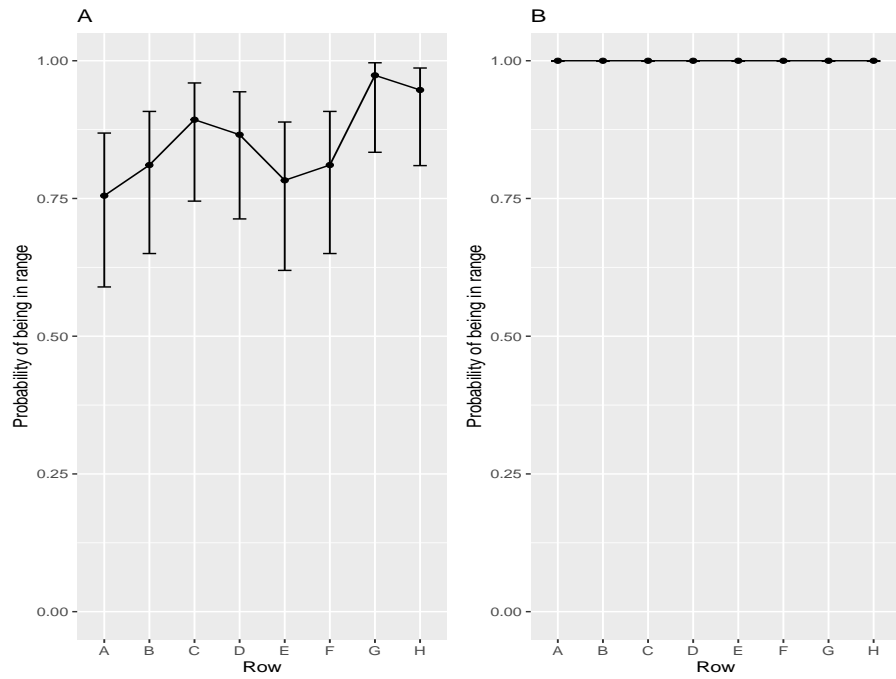 A
Probability of being in range
1.00
0.75
0.50
0.25
0.00
A B C D E F G H
Row
B
Probability of being in range
1.00
0.75
0.50
0.25
0.00
A B C D E F G H
Row